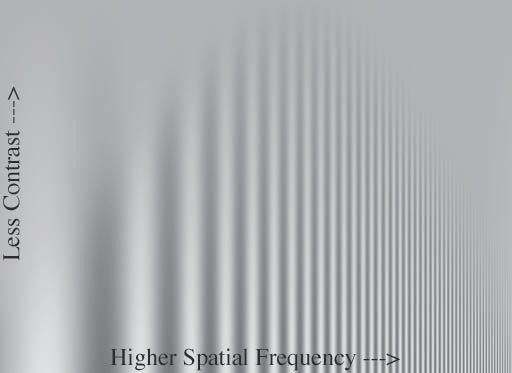 Less Contrast --->
Higher Spatial Frequency --->